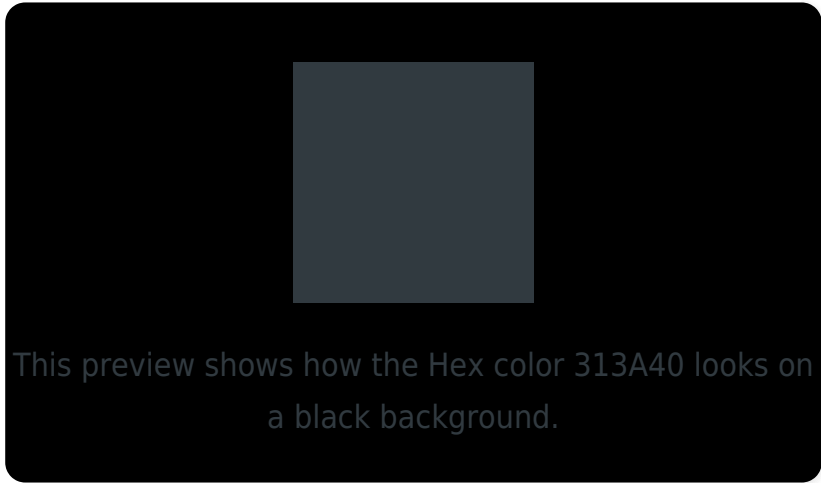 This preview shows how the Hex color 313A40 looks on
a black background.